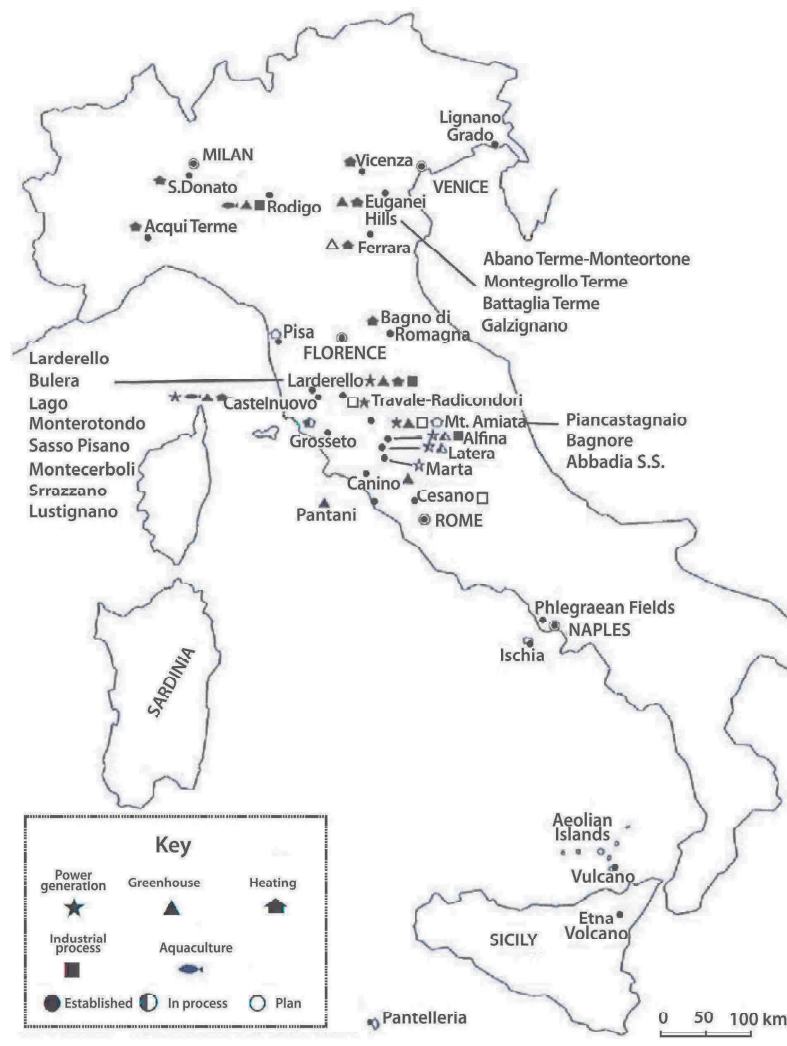 Lignano
Grado
MILAN
Vicenza
VENICE
S.Donato
Rodigo
Euganei
Hills
Acqui Terme
Ferrara
Abano Terme-Monteortone
Montegrollo Terme
Battaglia Terme
Galzignano
Bagno di
Romagna
Pisa
FLORENCE
Larderello
Bulera
Lago
Monterotondo
Sasso Pisano
Montecerboli
Srrazzano
Lustignano
Larderello
Castelnuovo
Travale-Radicondori
Mt. Amiata
Piancastagnaio
Bagnore
Abbadia S.S.
Grosseto
Alfina
Latera
Marta
Canino
Cesano
Pantani
ROME
Phlegraean Fields
NAPLES
Ischia
SARDINIA
Aeolian
Islands
Vulcano
Etna
Volcano
SICILY
Pantelleria
Key
Power
generation
Greenhouse
Heating
Industrial
process
Aquaculture
Established
In process
Plan
0 50 100 km